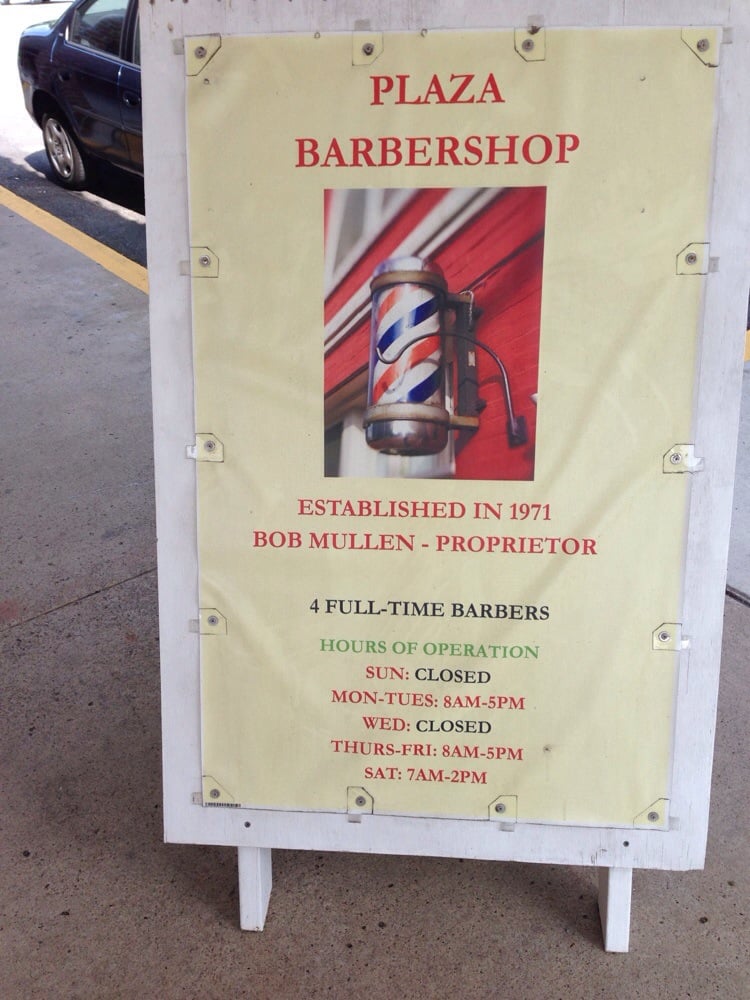 PLAZA
BARBERSHOP
ESTABLISHED IN 1971
BOB MULLEN - PROPRIETOR
4 FULL-TIME BARBERS
HOURS OF OPERATION
SUN: CLOSED
MON-TUES: 8AM-5PM
WED: CLOSED
THURS-FRI: 8AM-5PM
SAT: 7AM-2PM